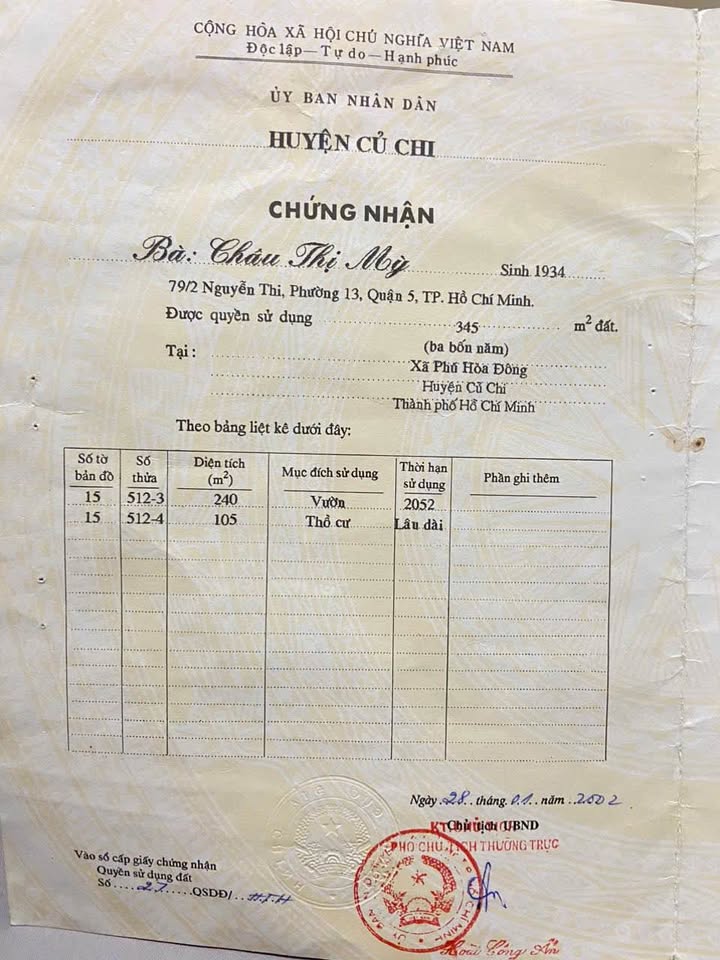 CỘNG HÒA XÃ HỘI CHỦ NGHĨA VIỆT NAM
Độc lập — Tự do — Hạnh phúc
ỦY BAN NHÂN DÂN
HUYỆN CỦ CHI
CHỨNG NHẬN
Bà: Châu Thị Mỳ Sinh 1934
79/2 Nguyễn Thi, Phường 13, Quận 5, TP. Hồ Chí Minh.
Được quyền sử dụng 345 m² đất.
(ba bốn năm)
Tại : Xã Phú Hòa Đông
Huyện Củ Chi
Thành phố Hồ Chí Minh
Theo bảng liệt kê dưới đây:
Số tờ bản đồ Số thửa Diện tích (m²) Mục đích sử dụng Thời hạn sử dụng Phần ghi thêm
15 512-3 240 Vườn 2052
15 512-4 105 Thổ cư Lâu dài
Ngày 28 tháng 01 năm 2002
Chủ tịch UBND
PHÓ CHỦ TỊCH THƯỜNG TRỰC
Vào sổ cấp giấy chứng nhận
Quyền sử dụng đất
Số 27 QSDĐ/
Hoài Công Ẩn